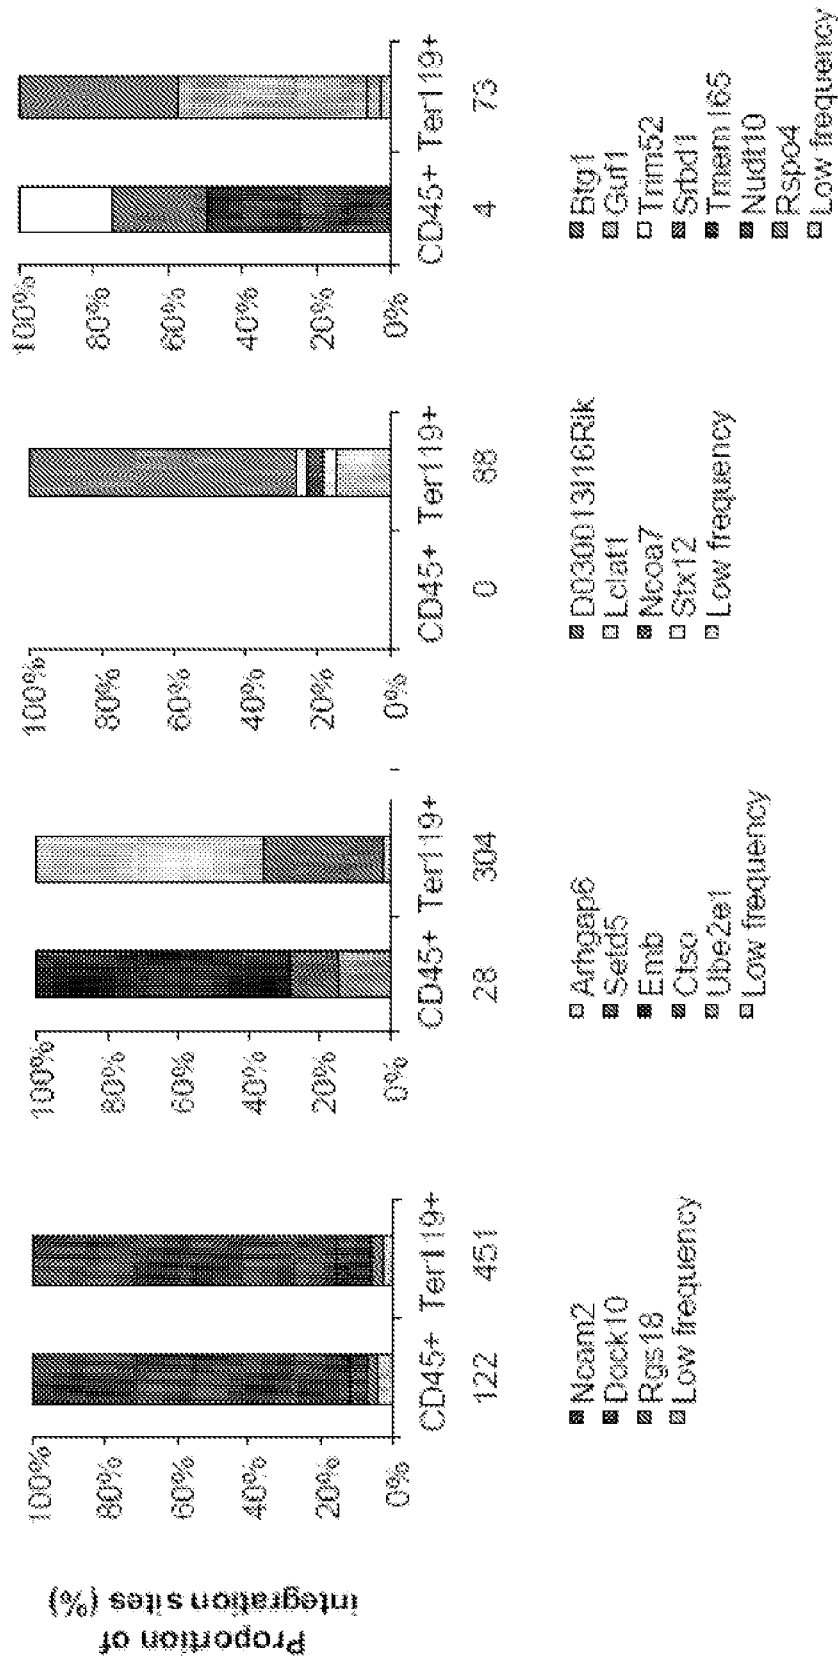 Proportion of
integration sites (%)
100%
80%
60%
40%
20%
0%
CD45+ Ter119+
122 451
Ncam2
Dock10
Rgs18
Low frequency
100%
80%
60%
40%
20%
0%
CD45+ Ter119+
28 304
Arhgap6
Setd5
Emb
Ctso
Ube2e1
Low frequency
100%
80%
60%
40%
20%
0%
CD45+ Ter119+
0 88
D030013I16Rik
Lclat1
Ncoa7
Stx12
Low frequency
100%
80%
60%
40%
20%
0%
CD45+ Ter119+
4 73
Btg1
Guf1
Trim52
Srbd1
Tmem165
Nudt10
Rspo4
Low frequency